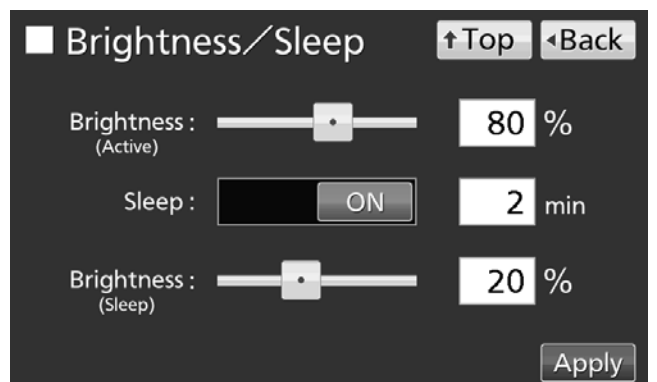 Brightness／Sleep
↑Top
◂Back
Brightness :
(Active)
80 %
Sleep :
ON
2 min
Brightness :
(Sleep)
20 %
Apply